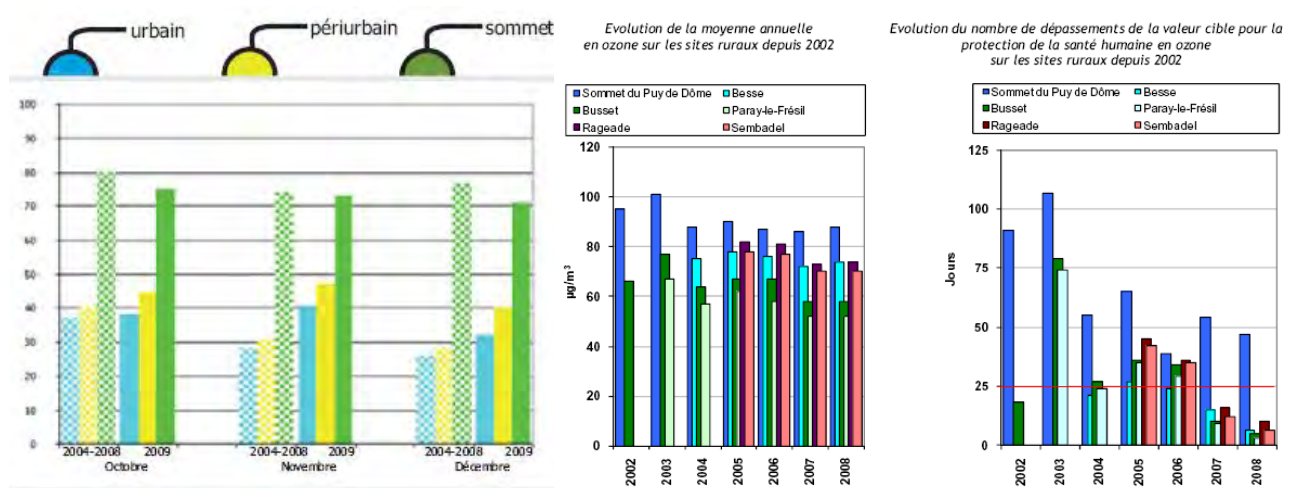 urbain
périurbain
sommet
100
90
80
70
60
50
40
30
20
10
0
2004-2008 2009
Octobre
2004-2008 2009
Novembre
2004-2008 2009
Décembre
Evolution de la moyenne annuelle
en ozone sur les sites ruraux depuis 2002
Sommet du Puy de Dôme
Besse
Busset
Paray-le-Frésil
Rageade
Sembadel
120
100
80
60
40
20
0
µg/m³
2002
2003
2004
2005
2006
2007
2008
Evolution du nombre de dépassements de la valeur cible pour la
protection de la santé humaine en ozone
sur les sites ruraux depuis 2002
Sommet du Puy de Dôme
Besse
Busset
Paray-le-Frésil
Rageade
Sembadel
Jours
125
100
75
50
25
0
Jours
2002
2003
2004
2005
2006
2007
2008